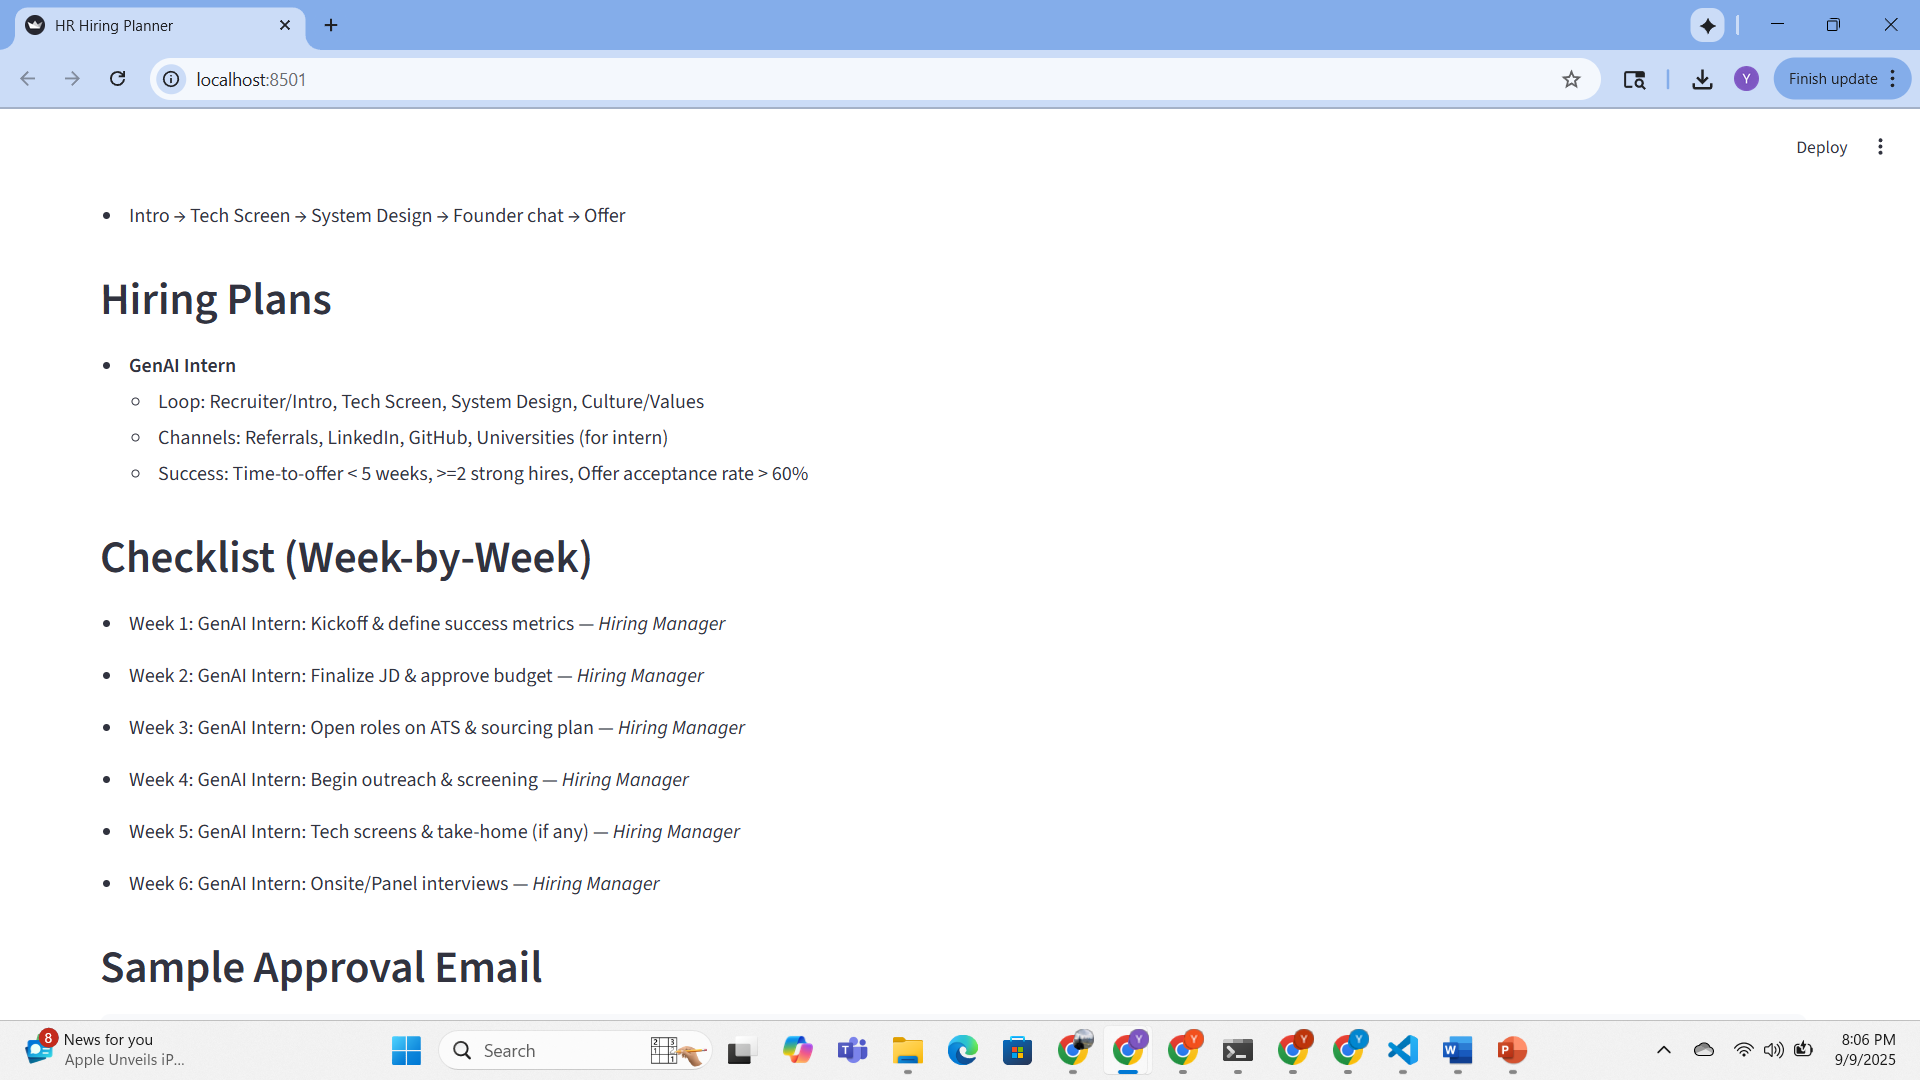 HR Hiring Planner
localhost:8501
Y
Finish update
Deploy
Intro → Tech Screen → System Design → Founder chat → Offer
Hiring Plans
GenAI Intern
Loop: Recruiter/Intro, Tech Screen, System Design, Culture/Values
Channels: Referrals, LinkedIn, GitHub, Universities (for intern)
Success: Time-to-offer < 5 weeks, >=2 strong hires, Offer acceptance rate > 60%
Checklist (Week-by-Week)
Week 1: GenAI Intern: Kickoff & define success metrics — Hiring Manager
Week 2: GenAI Intern: Finalize JD & approve budget — Hiring Manager
Week 3: GenAI Intern: Open roles on ATS & sourcing plan — Hiring Manager
Week 4: GenAI Intern: Begin outreach & screening — Hiring Manager
Week 5: GenAI Intern: Tech screens & take-home (if any) — Hiring Manager
Week 6: GenAI Intern: Onsite/Panel interviews — Hiring Manager
Sample Approval Email
8
News for you
Apple Unveils iP...
Search
8:06 PM
9/9/2025